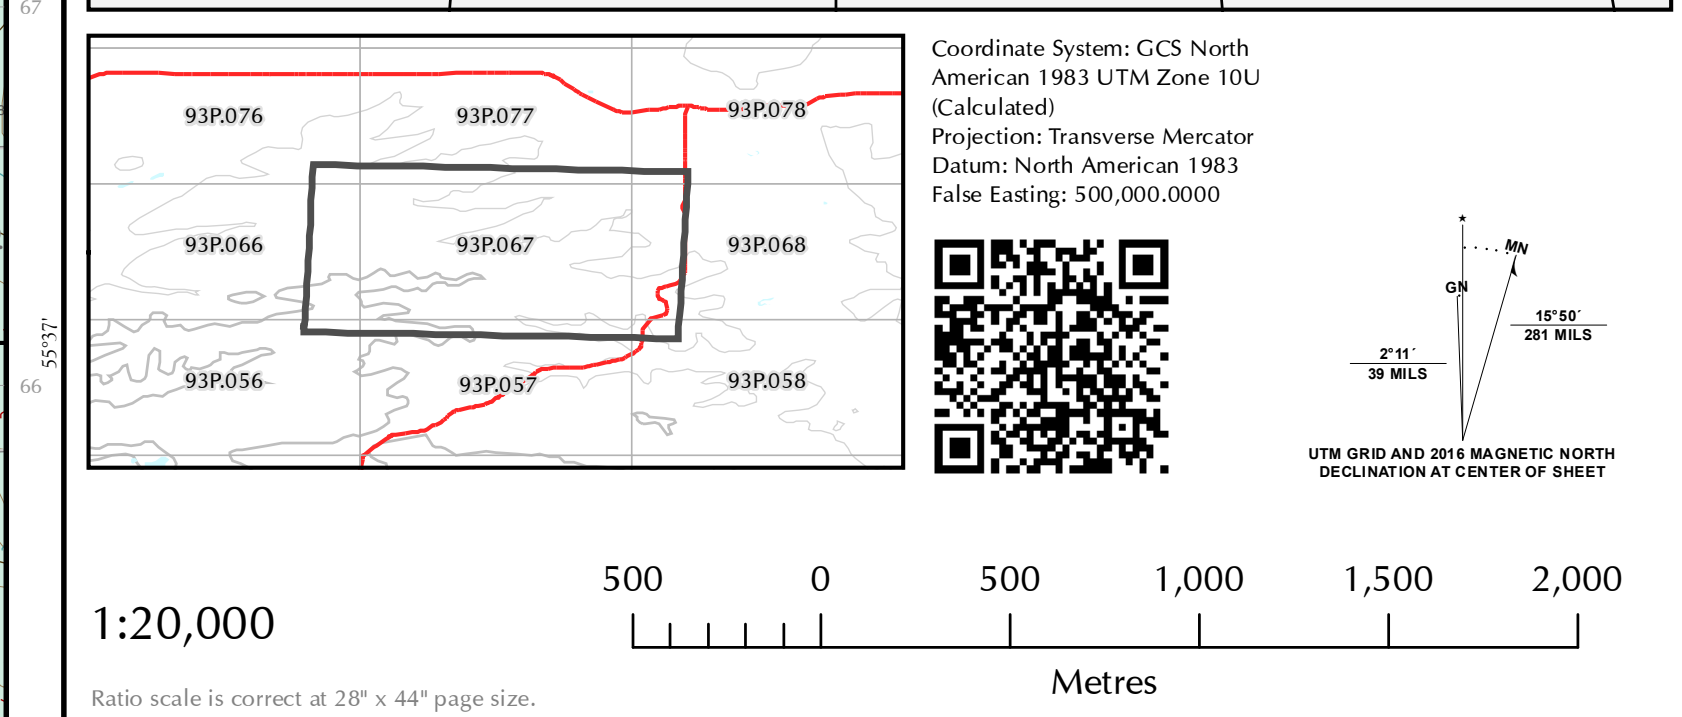 67
93P.076
93P.077
93P.078
93P.066
93P.067
93P.068
93P.056
93P.057
93P.058
55°37'
66
Coordinate System: GCS North
American 1983 UTM Zone 10U
(Calculated)
Projection: Transverse Mercator
Datum: North American 1983
False Easting: 500,000.0000
MN
GN
15°50´
281 MILS
2°11´
39 MILS
UTM GRID AND 2016 MAGNETIC NORTH
DECLINATION AT CENTER OF SHEET
500 0 500 1,000 1,500 2,000
1:20,000
Metres
Ratio scale is correct at 28" x 44" page size.